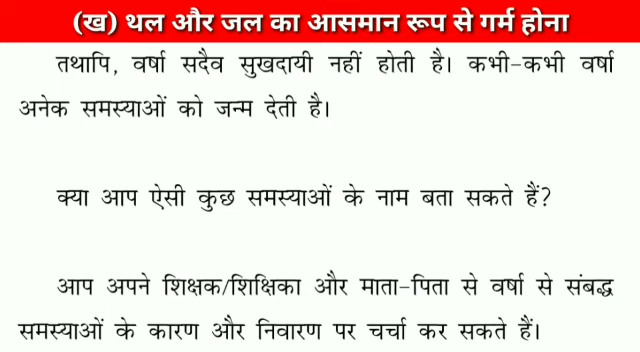 (ख) थल और जल का आसमान रूप से गर्म होना
तथापि, वर्षा सदैव सुखदायी नहीं होती है। कभी-कभी वर्षा
अनेक समस्याओं को जन्म देती है।
क्या आप ऐसी कुछ समस्याओं के नाम बता सकते हैं?
आप अपने शिक्षक/शिक्षिका और माता-पिता से वर्षा से संबद्ध
समस्याओं के कारण और निवारण पर चर्चा कर सकते हैं।